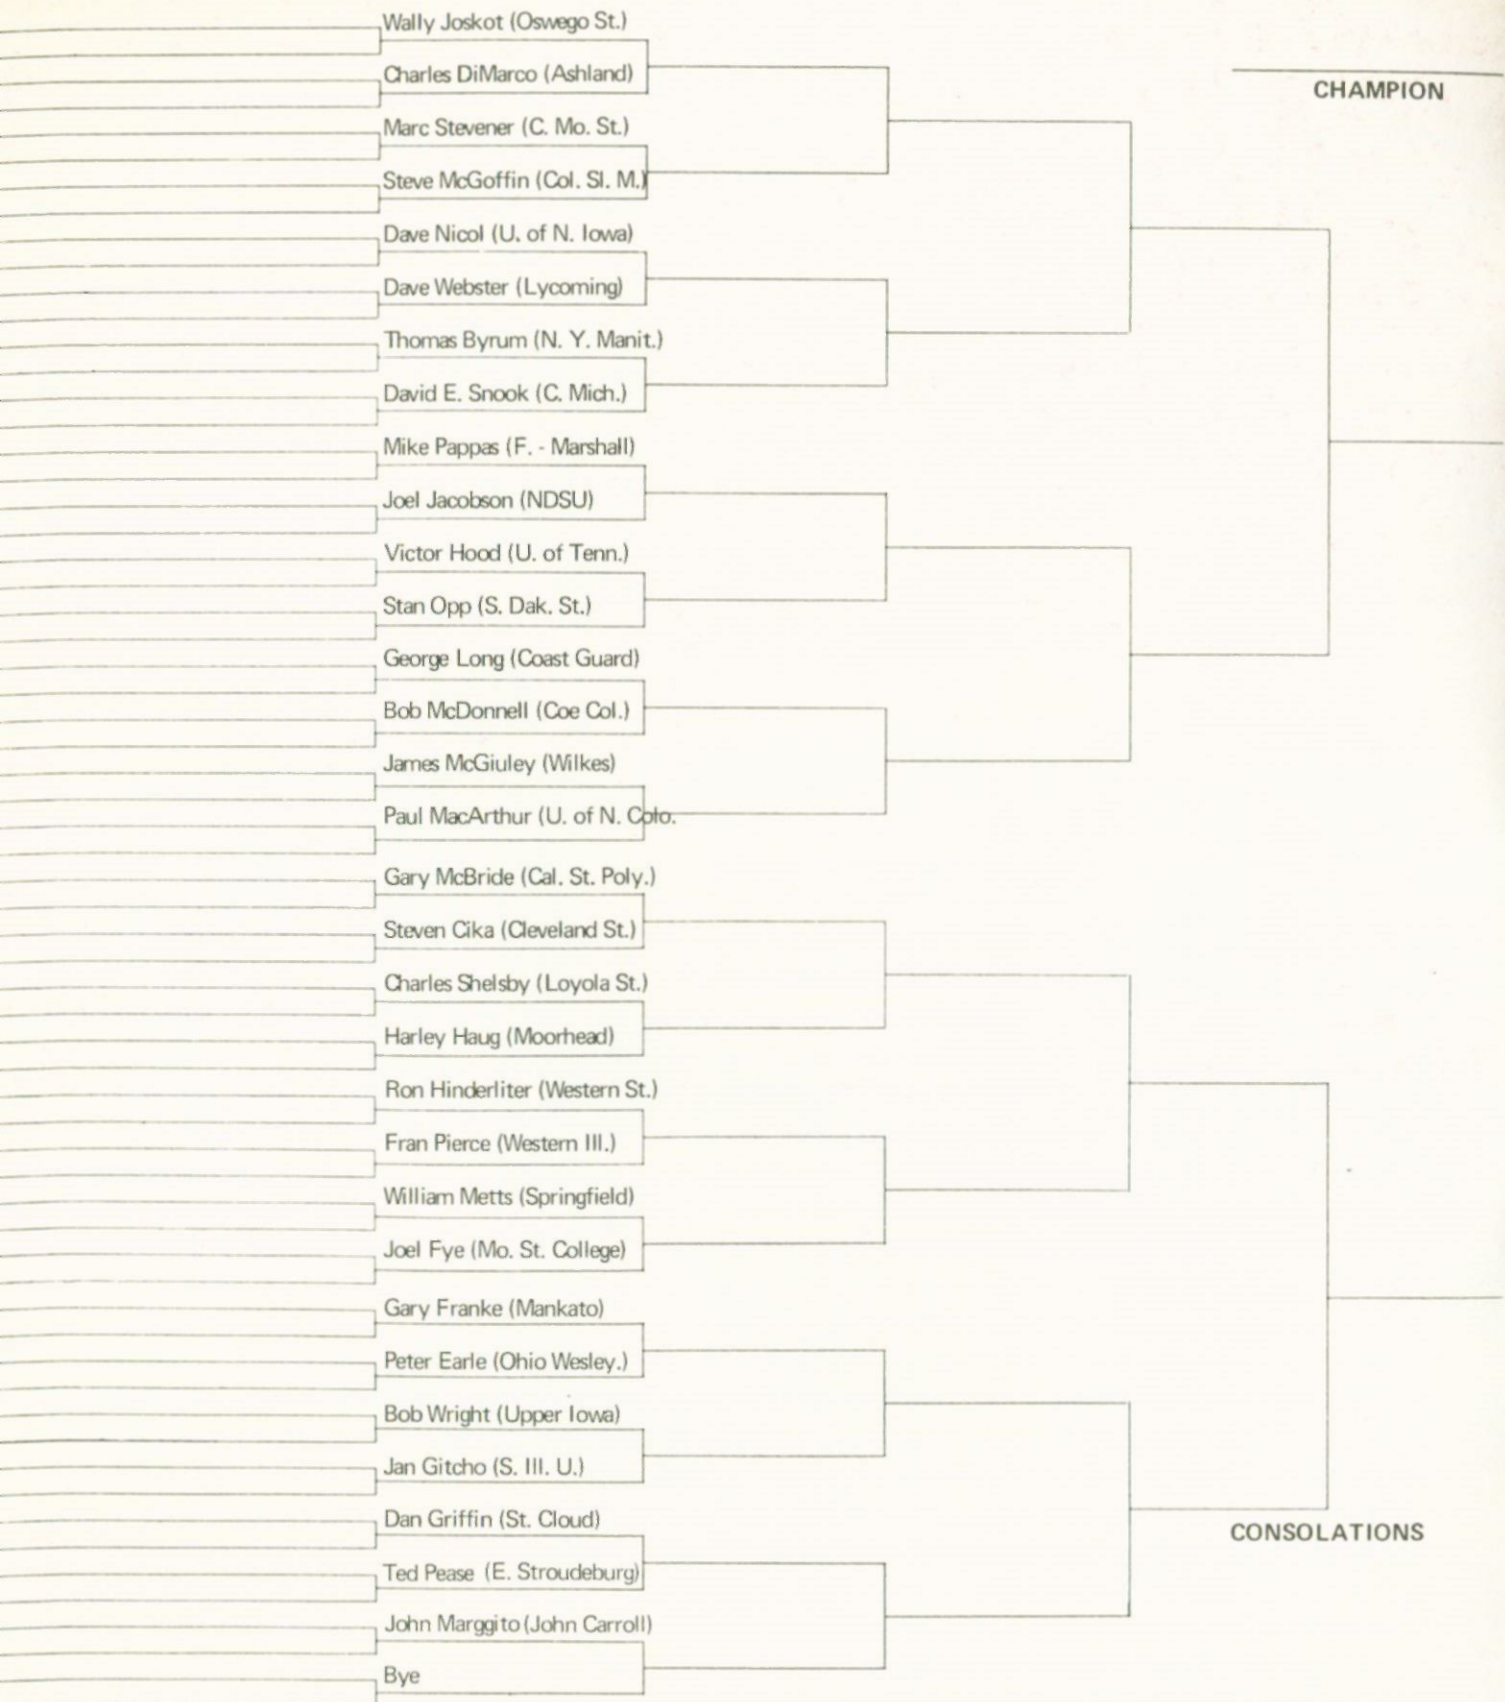 Wally Joskot (Oswego St.)
CHAMPION
Charles DiMarco (Ashland)
Marc Stevener (C. Mo. St.)
Steve McGoffin (Col. Sl. M.)
Dave Nicol (U. of N. Iowa)
Dave Webster (Lycoming)
Thomas Byrum (N. Y. Manit.)
David E. Snook (C. Mich.)
Mike Pappas (F. - Marshall)
Joel Jacobson (NDSU)
Victor Hood (U. of Tenn.)
Stan Opp (S. Dak. St.)
George Long (Coast Guard)
Bob McDonnell (Coe Col.)
James McGiuley (Wilkes)
Paul MacArthur (U. of N. Colo.
Gary McBride (Cal. St. Poly.)
Steven Cika (Cleveland St.)
Charles Shelsby (Loyola St.)
Harley Haug (Moorhead)
Ron Hinderliter (Western St.)
Fran Pierce (Western Ill.)
William Metts (Springfield)
Joel Fye (Mo. St. College)
Gary Franke (Mankato)
Peter Earle (Ohio Wesley.)
Bob Wright (Upper Iowa)
Jan Gitcho (S. Ill. U.)
Dan Griffin (St. Cloud)
CONSOLATIONS
Ted Pease (E. Stroudeburg)
John Marggito (John Carroll)
Bye